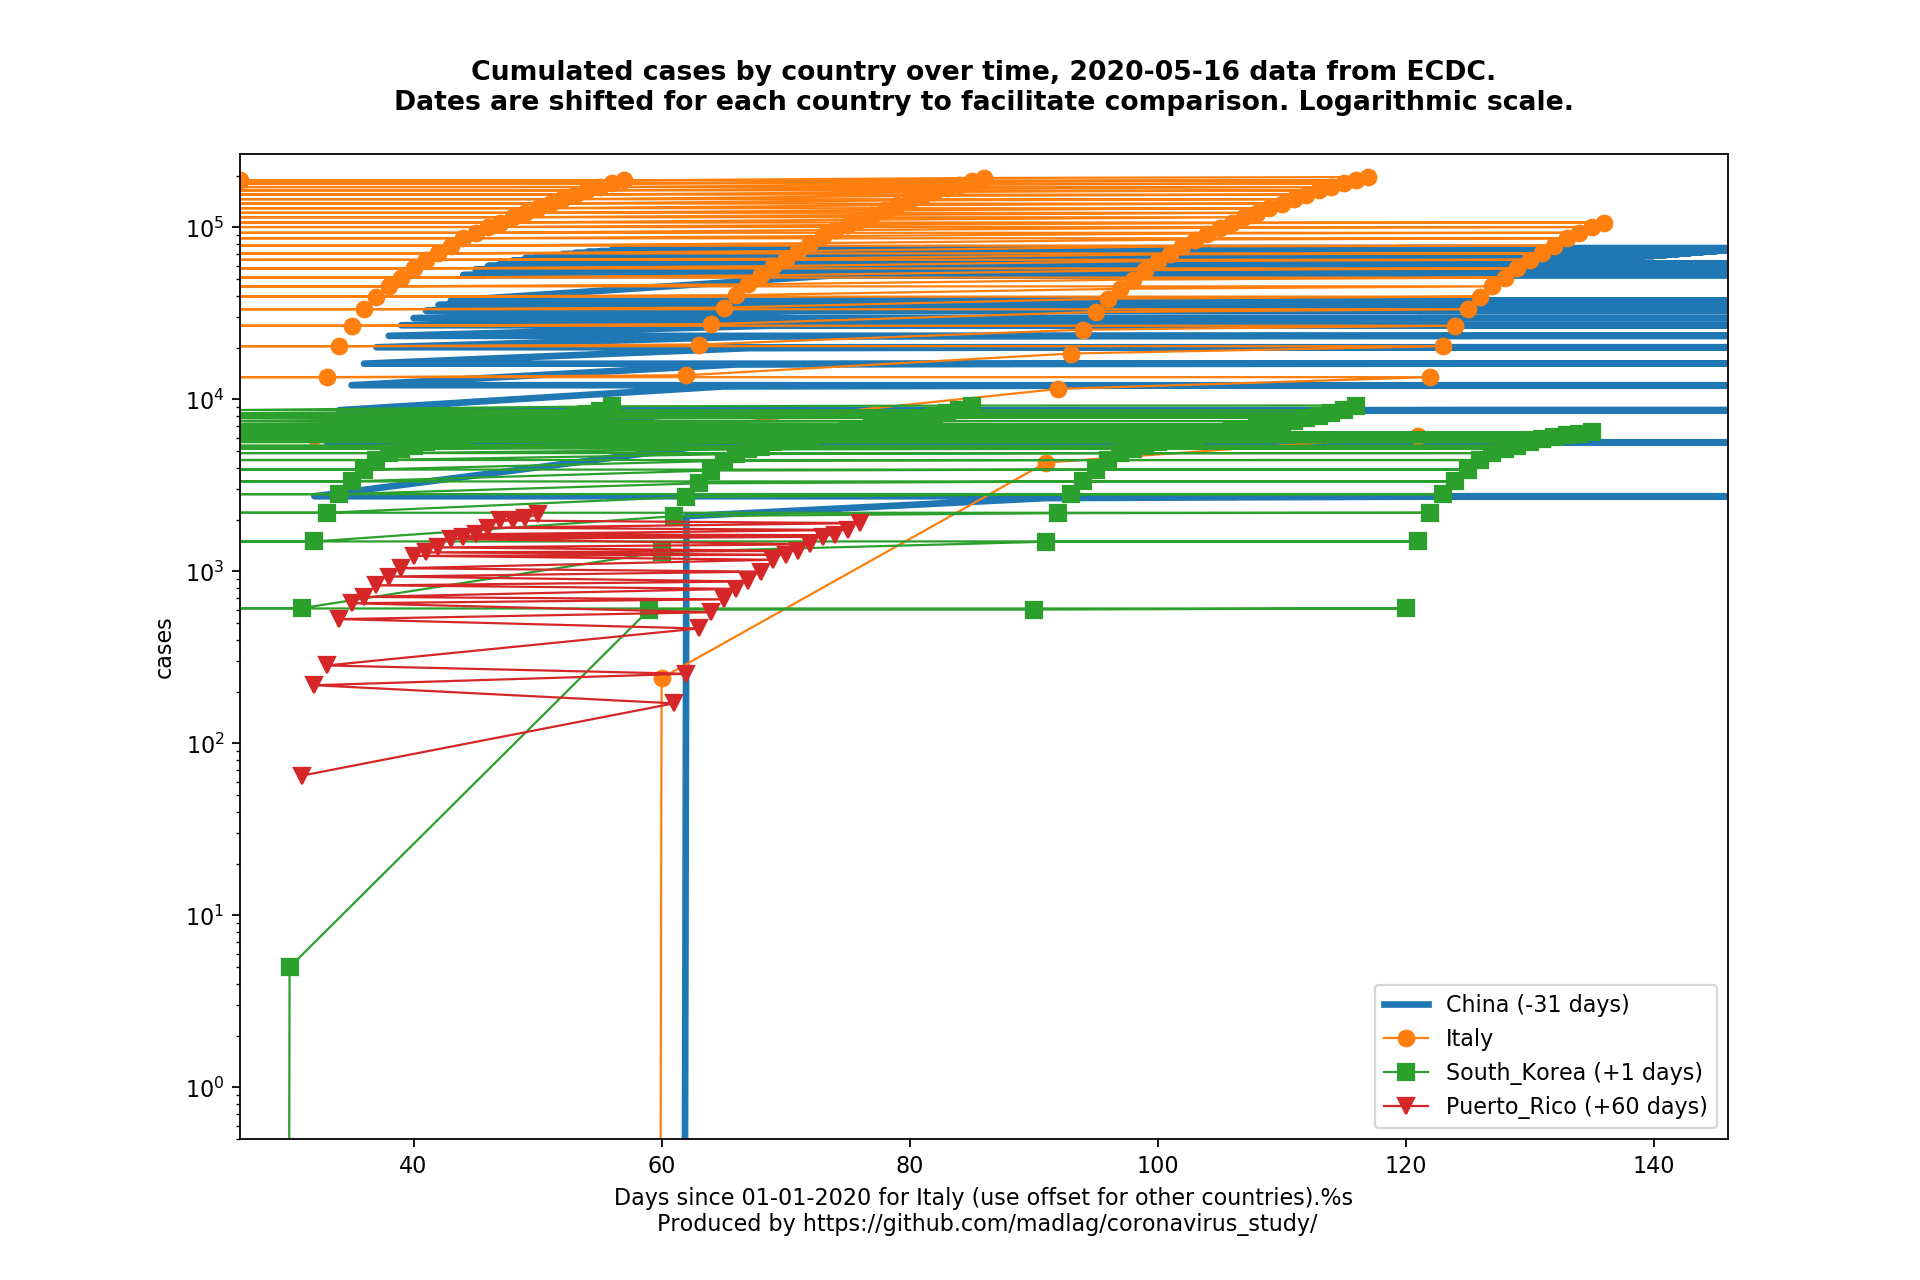 Cumulated cases by country over time, 2020-05-16 data from ECDC.
Dates are shifted for each country to facilitate comparison. Logarithmic scale.
10^5
10^4
10^3
10^2
10^1
10^0
cases
China (-31 days)
Italy
South_Korea (+1 days)
Puerto_Rico (+60 days)
40 60 80 100 120 140
Days since 01-01-2020 for Italy (use offset for other countries).%s
Produced by https://github.com/madlag/coronavirus_study/